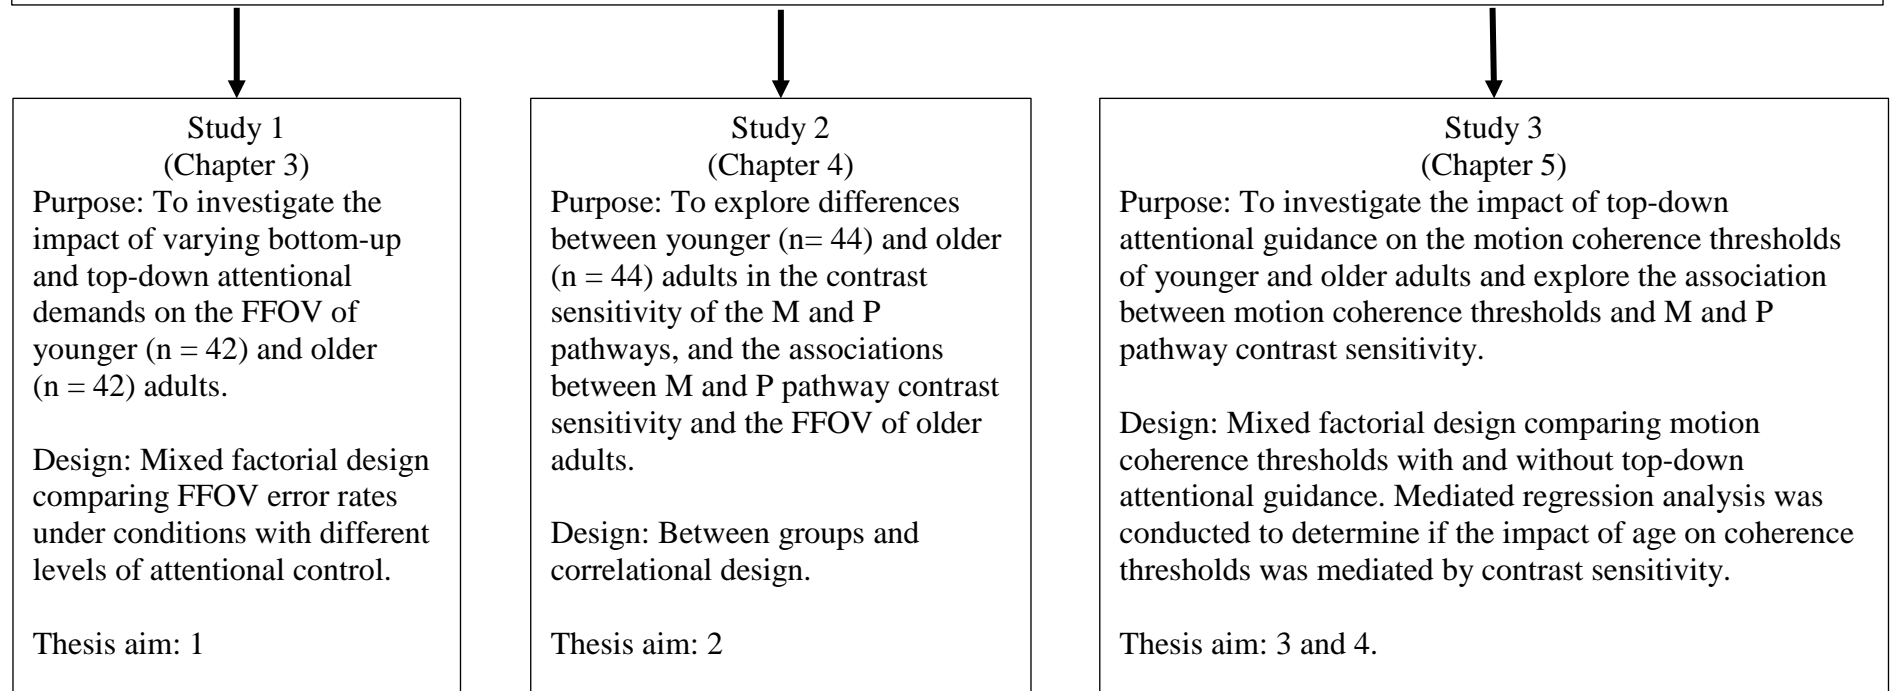 Study 1
(Chapter 3)
Purpose: To investigate the
impact of varying bottom-up
and top-down attentional
demands on the FFOV of
younger (n = 42) and older
(n = 42) adults.
Design: Mixed factorial design
comparing FFOV error rates
under conditions with different
levels of attentional control.
Thesis aim: 1
Study 2
(Chapter 4)
Purpose: To explore differences
between younger (n= 44) and older
(n = 44) adults in the contrast
sensitivity of the M and P
pathways, and the associations
between M and P pathway contrast
sensitivity and the FFOV of older
adults.
Design: Between groups and
correlational design.
Thesis aim: 2
Study 3
(Chapter 5)
Purpose: To investigate the impact of top-down
attentional guidance on the motion coherence thresholds
of younger and older adults and explore the association
between motion coherence thresholds and M and P
pathway contrast sensitivity.
Design: Mixed factorial design comparing motion
coherence thresholds with and without top-down
attentional guidance. Mediated regression analysis was
conducted to determine if the impact of age on coherence
thresholds was mediated by contrast sensitivity.
Thesis aim: 3 and 4.